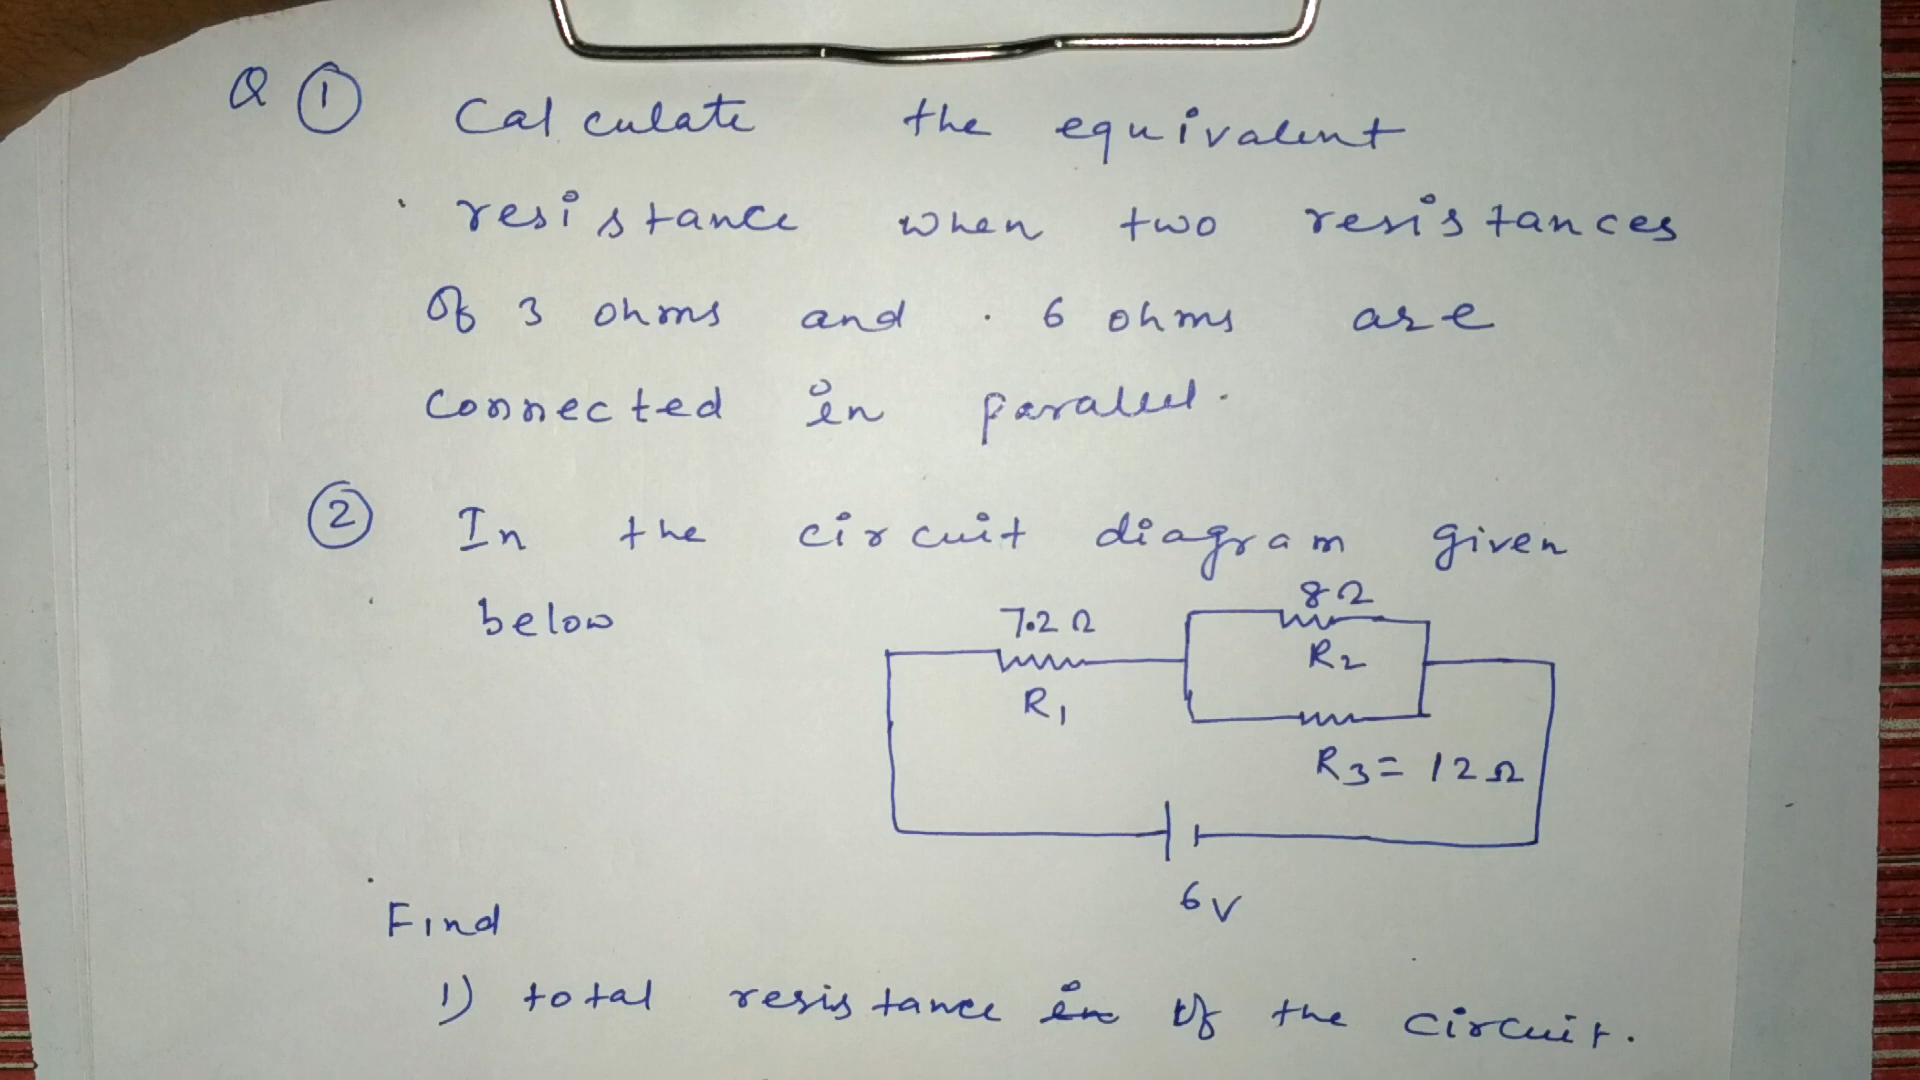 Q ① Calculate the equivalent
resistance when two resistances
of 3 ohms and 6 ohms are
connected in parallel.
② In the circuit diagram given
below
7.2 Ω
R1
8Ω
R2
R3 = 12Ω
6V
Find
1) total resistance in of the circuit.